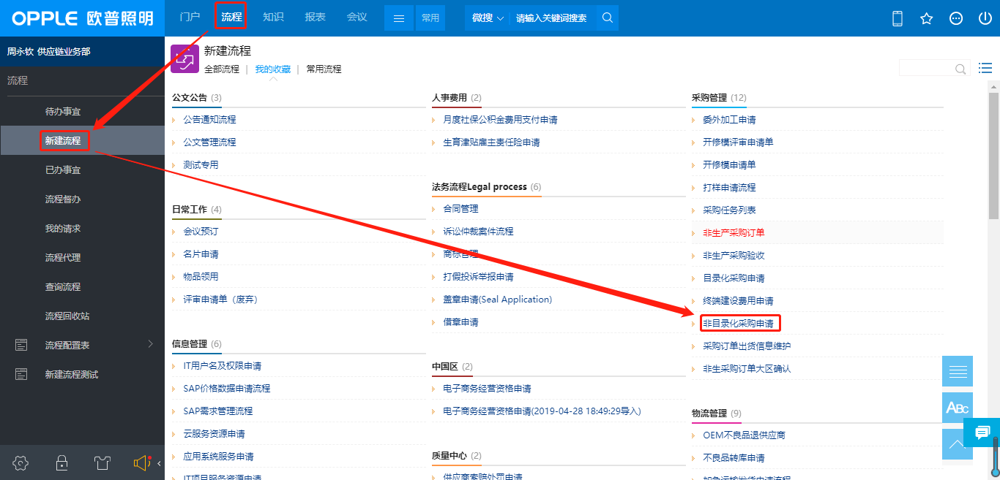 OPPLE 欧普照明
门户
流程
知识
报表
会议
常用
微搜
请输入关键词搜索
周永钦 供应链业务部
流程
待办事宜
新建流程
已办事宜
流程督办
我的请求
流程代理
查询流程
流程回收站
流程配置表
新建流程测试
新建流程
全部流程 | 我的收藏 | 常用流程
公文公告 (3)
公告通知流程
公文管理流程
测试专用
日常工作 (4)
会议预订
名片申请
物品领用
评审申请单（废弃）
信息管理 (6)
IT用户名及权限申请
SAP价格数据申请流程
SAP需求管理流程
云服务资源申请
应用系统服务申请
IT项目服务资源申请
人事费用 (2)
月度社保公积金费用支付申请
生育津贴雇主责任险申请
法务流程Legal process (6)
合同管理
诉讼仲裁案件流程
商标管理
打假投诉举报申请
盖章申请(Seal Application)
借章申请
中国区 (2)
电子商务经营资格申请
电子商务经营资格申请(2019-04-28 18:49:29导入)
质量中心 (2)
供应商索赔处罚申请
采购管理 (12)
委外加工申请
开修模评审申请单
开修模申请单
打样申请流程
采购任务列表
非生产采购订单
非生产采购验收
目录化采购申请
终端建设费用申请
非目录化采购申请
采购订单出货信息维护
非生采购订单大区确认
物流管理 (9)
OEM不良品退供应商
不良品转库申请
加急运输发货申请流程
ABC